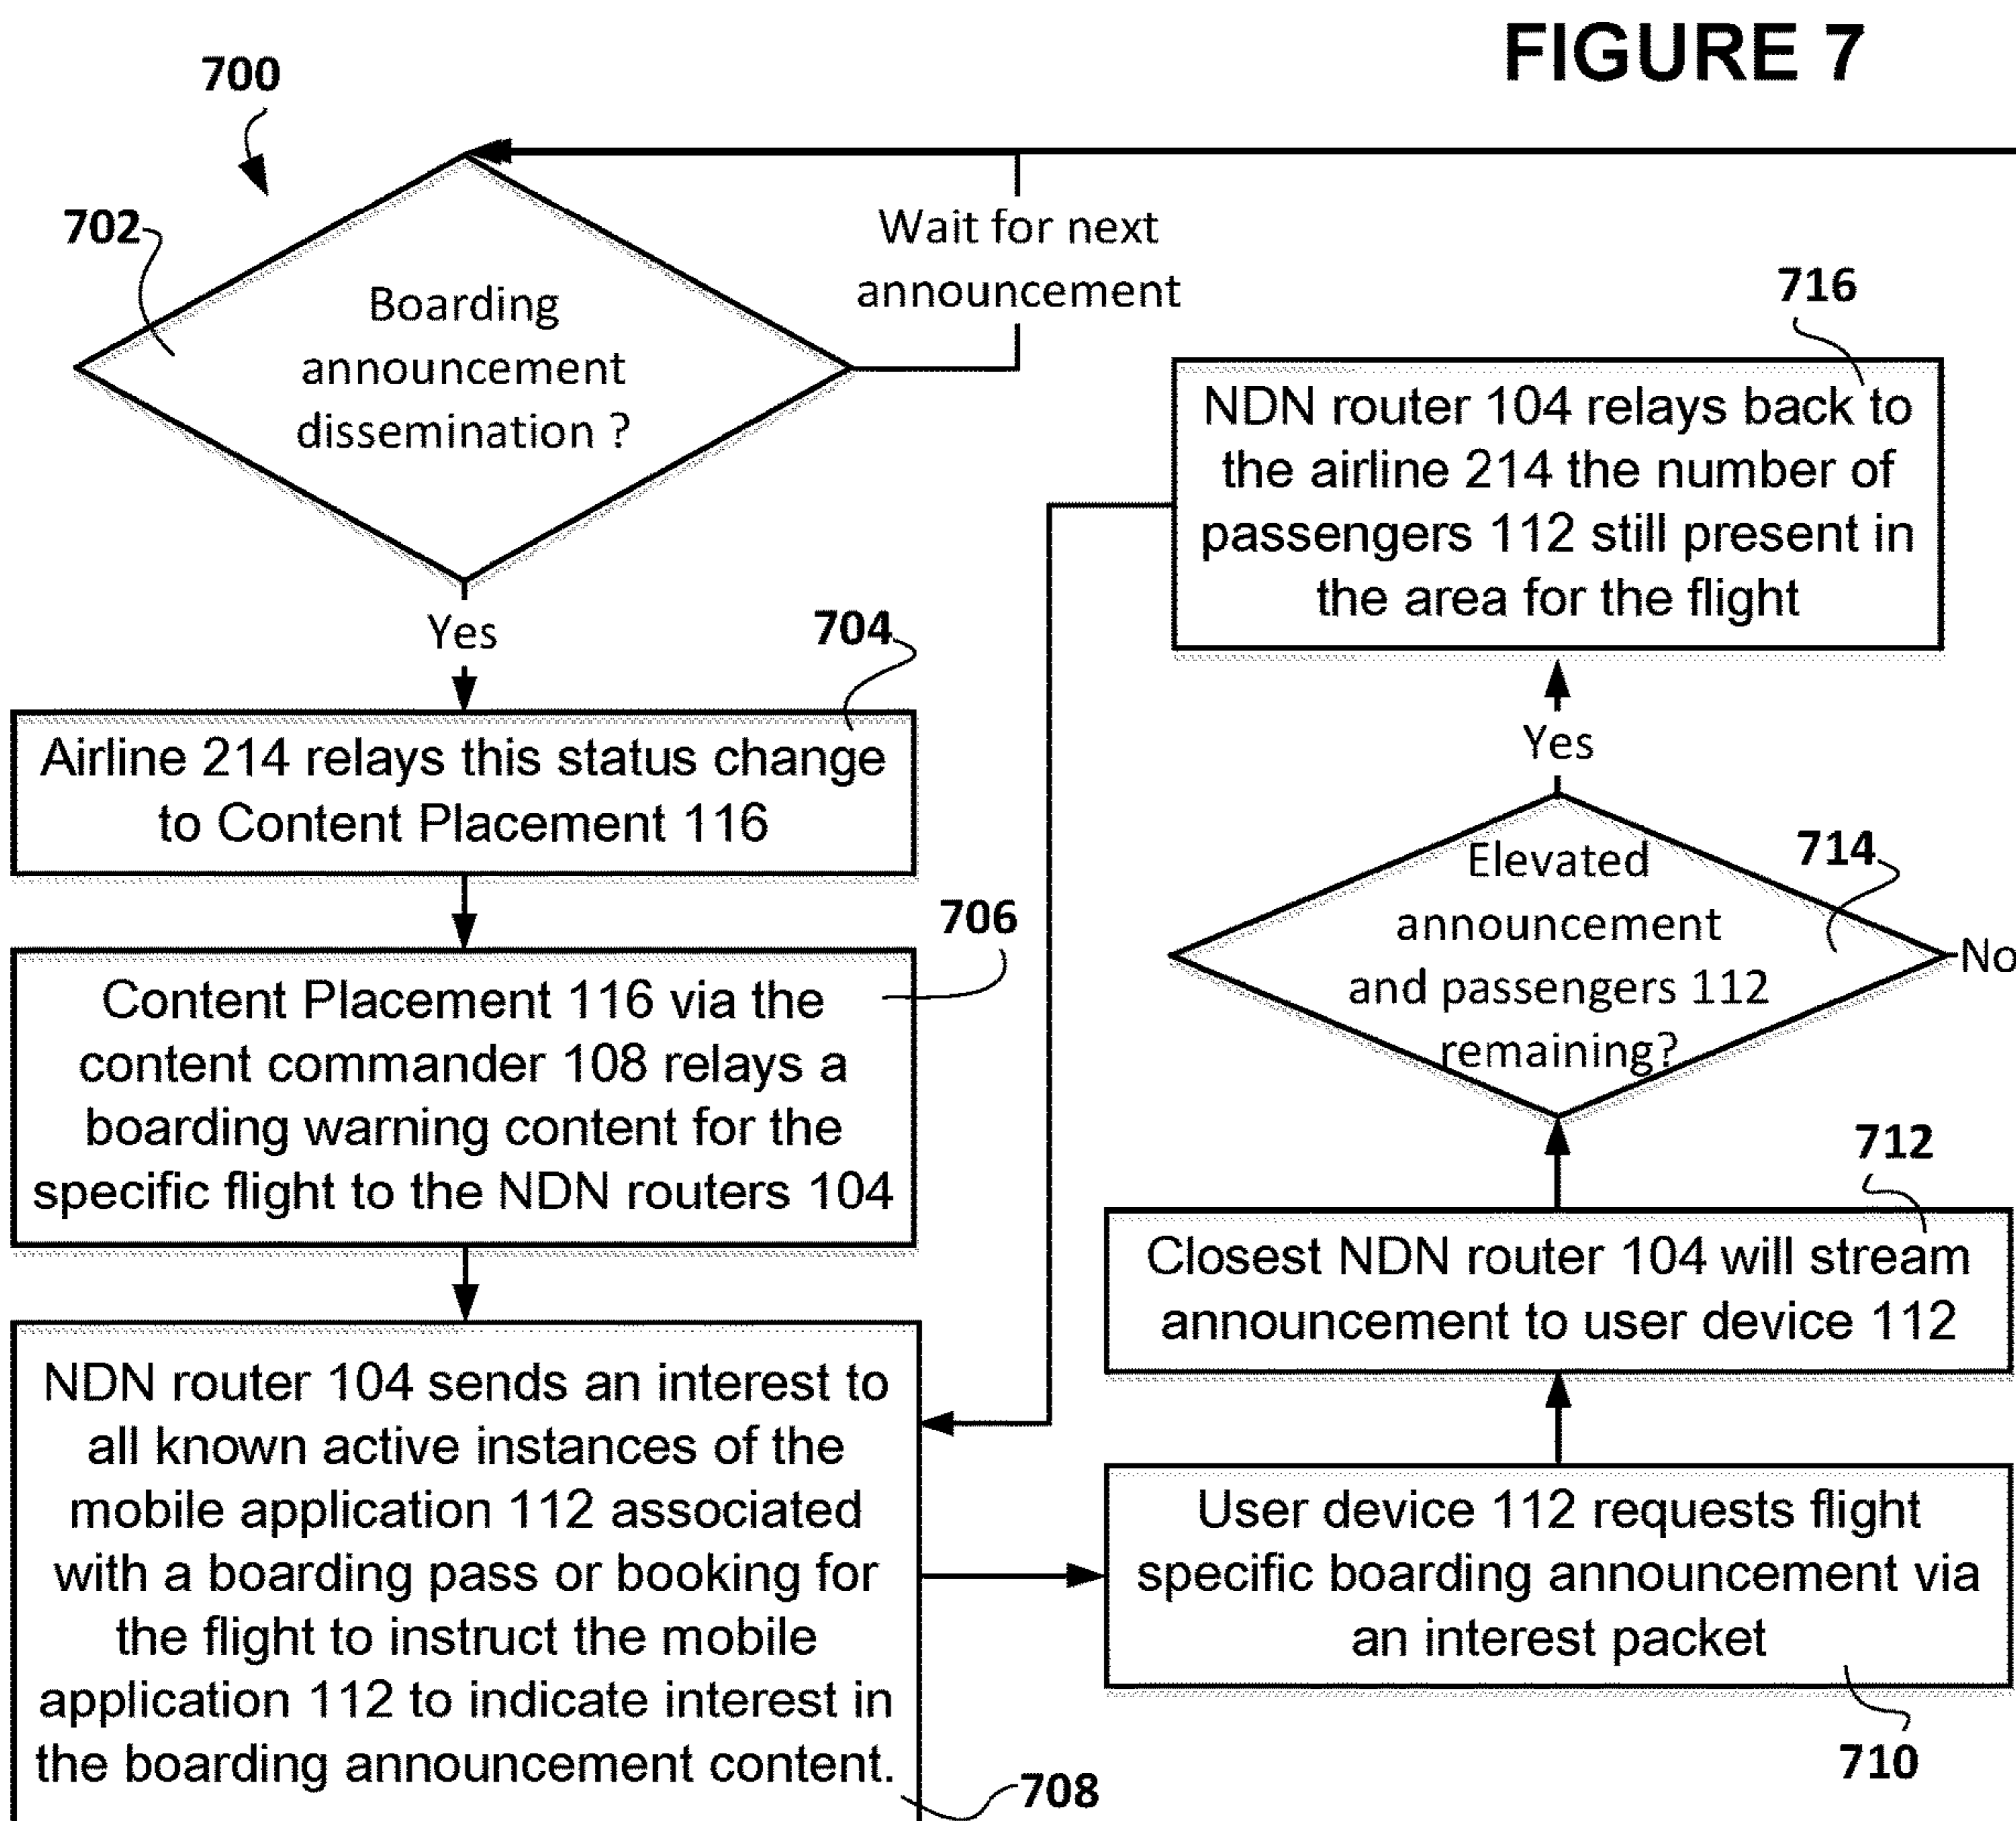 FIGURE 7
700
702
Boarding
announcement
dissemination ?
Wait for next
announcement
Yes
704
Airline 214 relays this status change
to Content Placement 116
706
Content Placement 116 via the
content commander 108 relays a
boarding warning content for the
specific flight to the NDN routers 104
NDN router 104 sends an interest to
all known active instances of the
mobile application 112 associated
with a boarding pass or booking for
the flight to instruct the mobile
application 112 to indicate interest in
the boarding announcement content.
708
User device 112 requests flight
specific boarding announcement via
an interest packet
710
712
Closest NDN router 104 will stream
announcement to user device 112
714
Elevated
announcement
and passengers 112
remaining?
No
Yes
716
NDN router 104 relays back to
the airline 214 the number of
passengers 112 still present in
the area for the flight